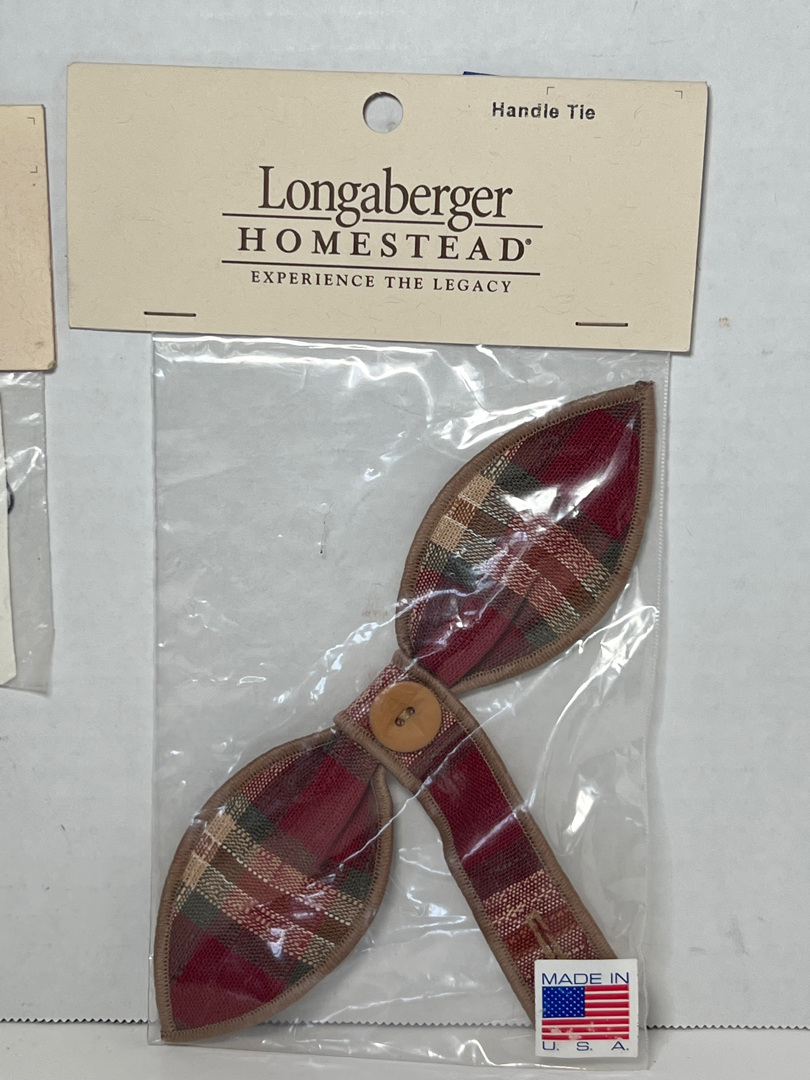 Handle Tie
Longaberger
HOMESTEAD®
EXPERIENCE THE LEGACY
MADE IN
U. S. A.